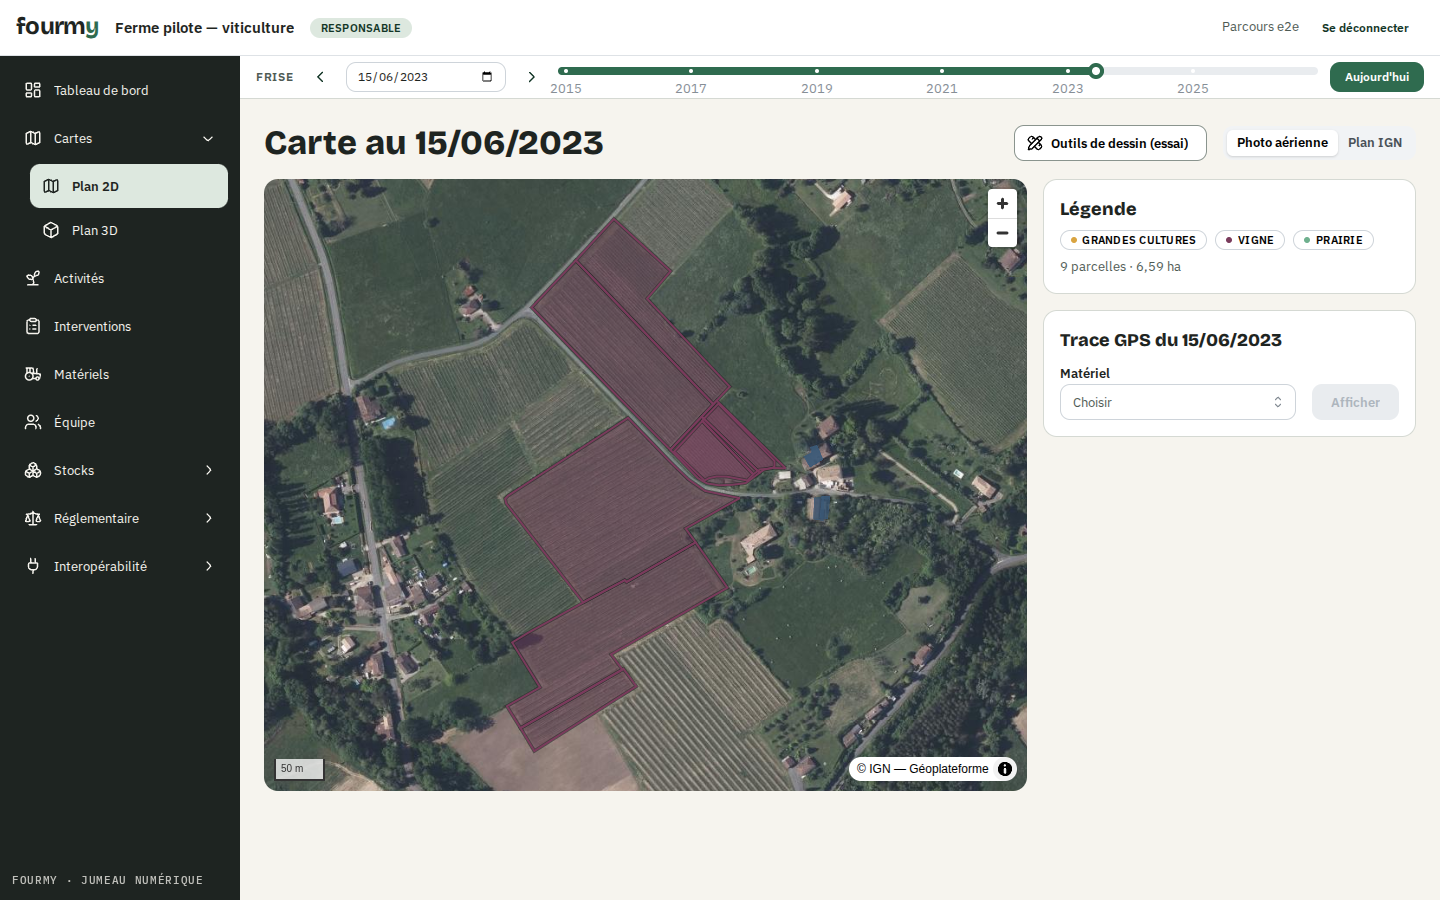 fourmy Ferme pilote — viticulture RESPONSABLE Parcours e2e Se déconnecter
FRISE 15/06/2023 2015 2017 2019 2021 2023 2025 Aujourd'hui
Tableau de bord
Cartes
Plan 2D
Plan 3D
Activités
Interventions
Matériels
Équipe
Stocks
Réglementaire
Interopérabilité
FOURMY · JUMEAU NUMÉRIQUE
Carte au 15/06/2023 Outils de dessin (essai) Photo aérienne Plan IGN
50 m © IGN — Géoplateforme
Légende
GRANDES CULTURES VIGNE PRAIRIE
9 parcelles · 6,59 ha
Trace GPS du 15/06/2023
Matériel
Choisir Afficher